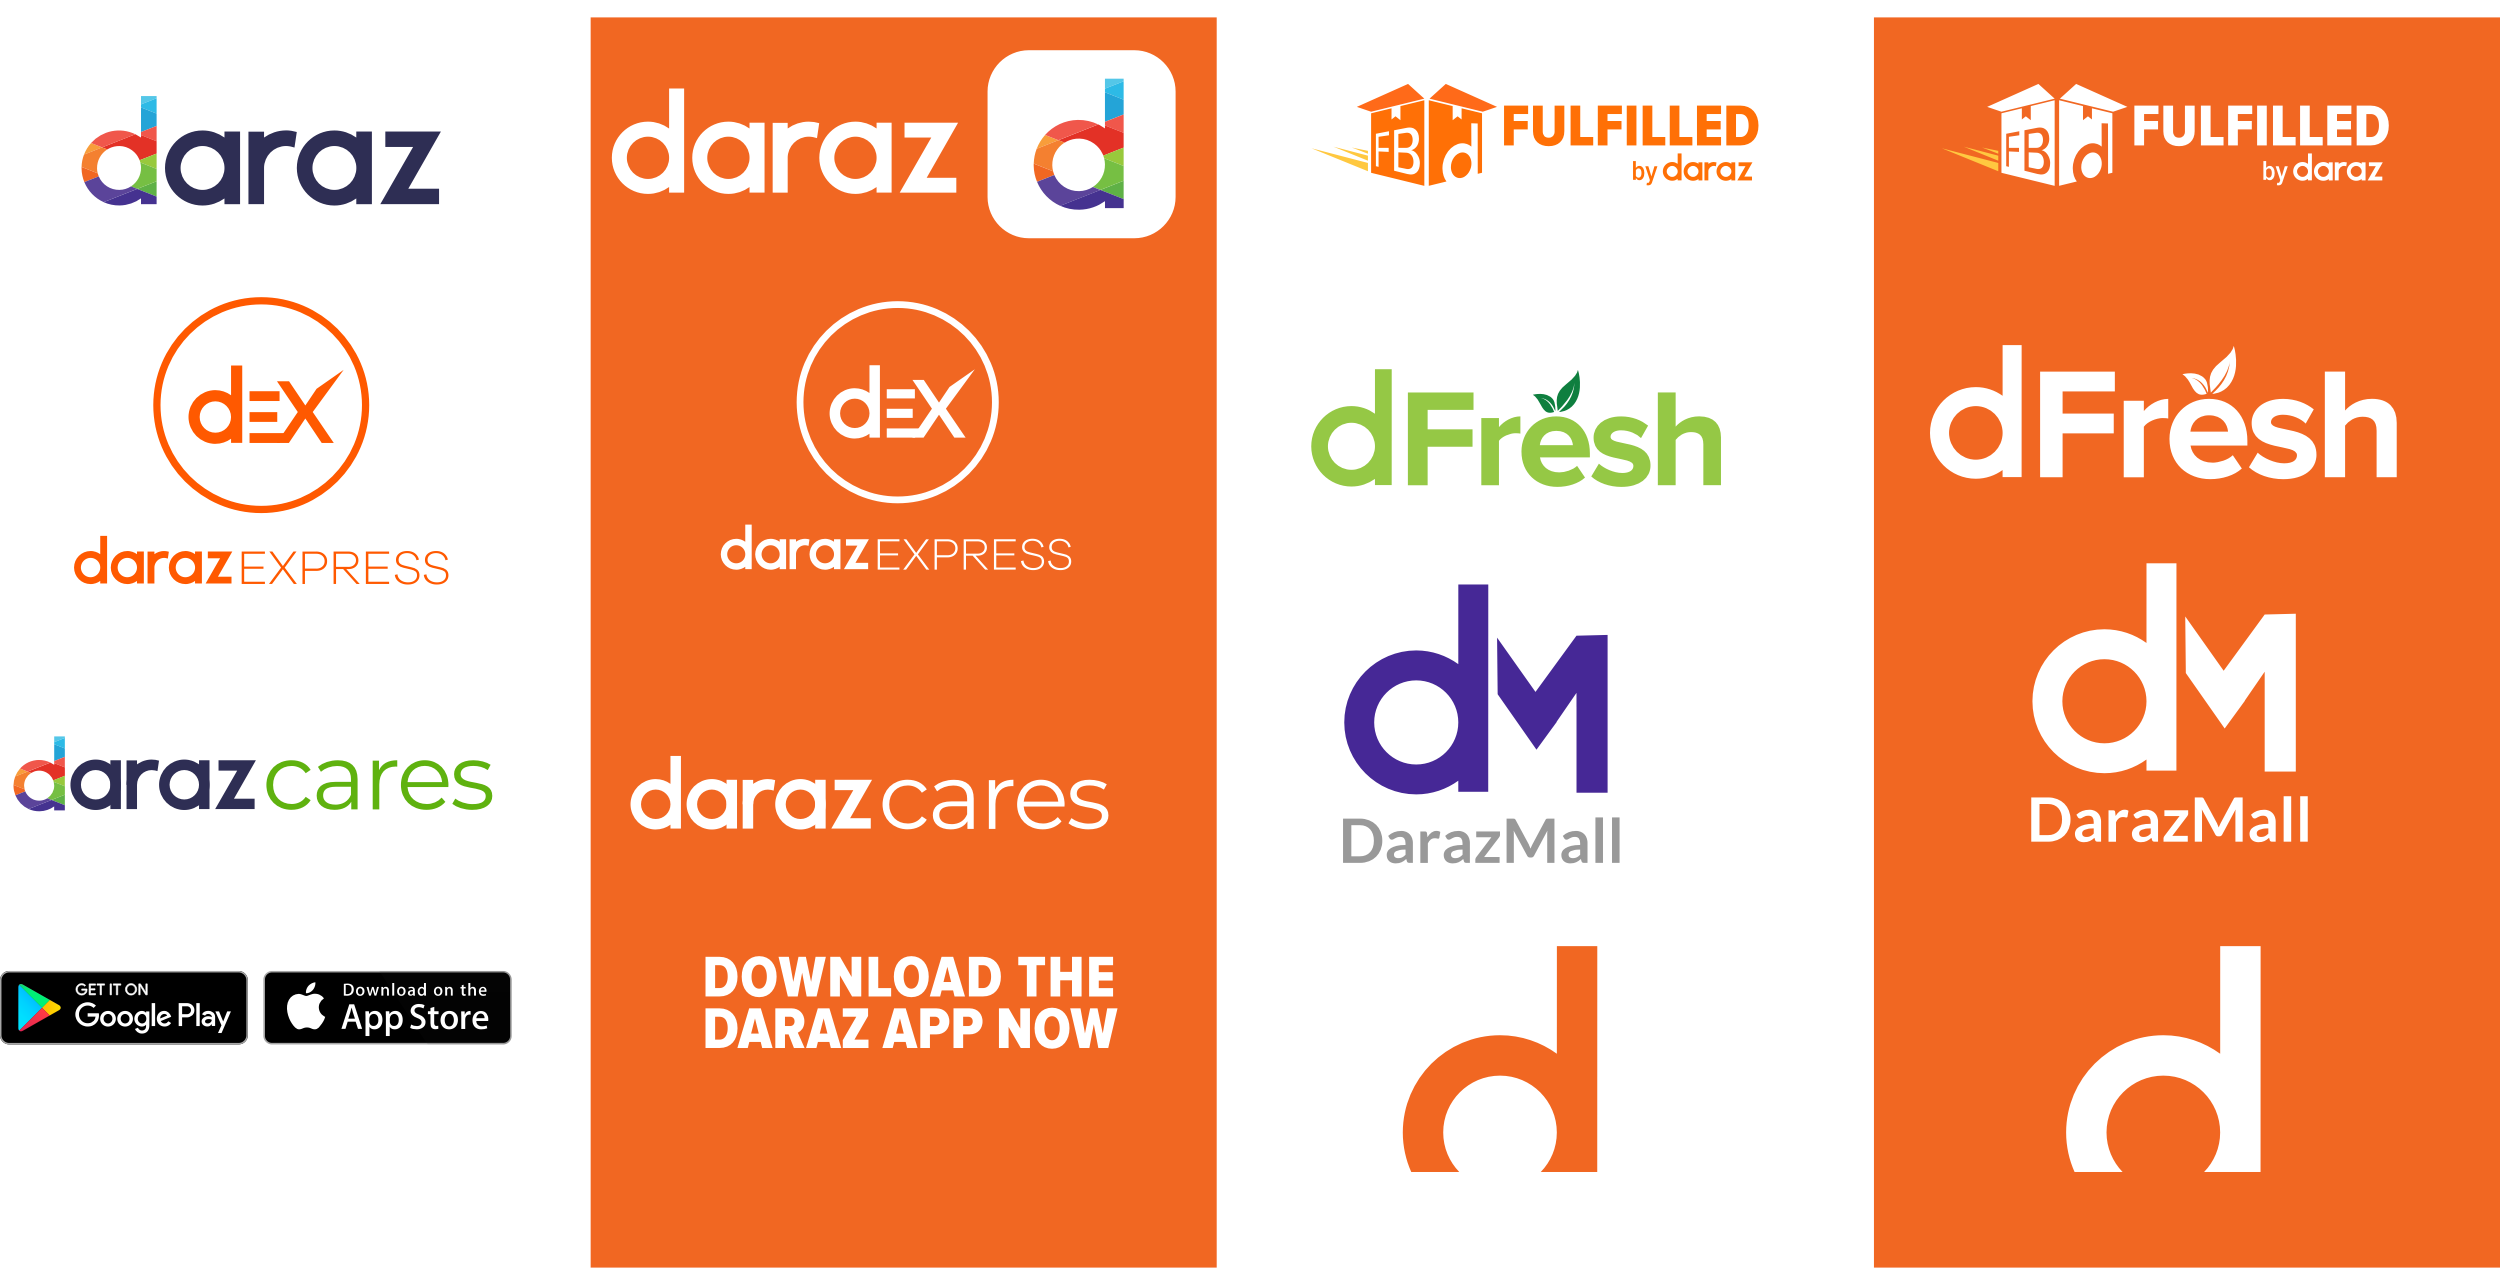 daraz
dEX
daraz EXPRESS
daraz cares
GET IT ON
Google Play
Download on the
App Store
daraz
d
dEX
daraz EXPRESS
daraz cares
DOWNLOAD THE
DARAZ APP NOW
FULFILLED
by daraz
dFresh
dM
DarazMall
d
FULFILLED
by daraz
dFresh
dM
DarazMall
d